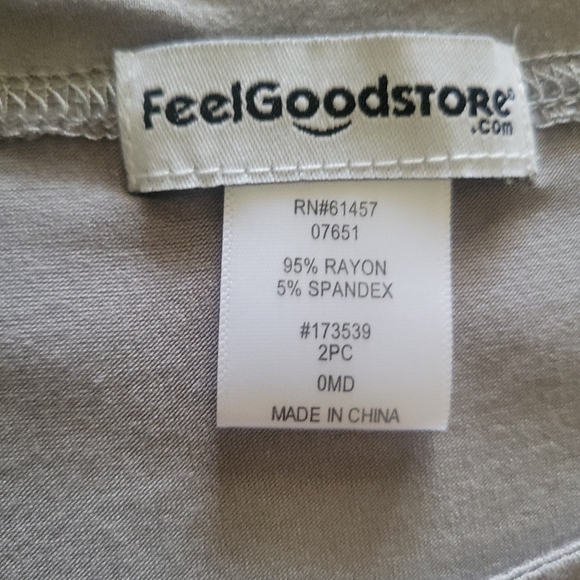 FeelGoodSTORe®
.com
RN#61457
07651
95% RAYON
5% SPANDEX
#173539
2PC
0MD
MADE IN CHINA